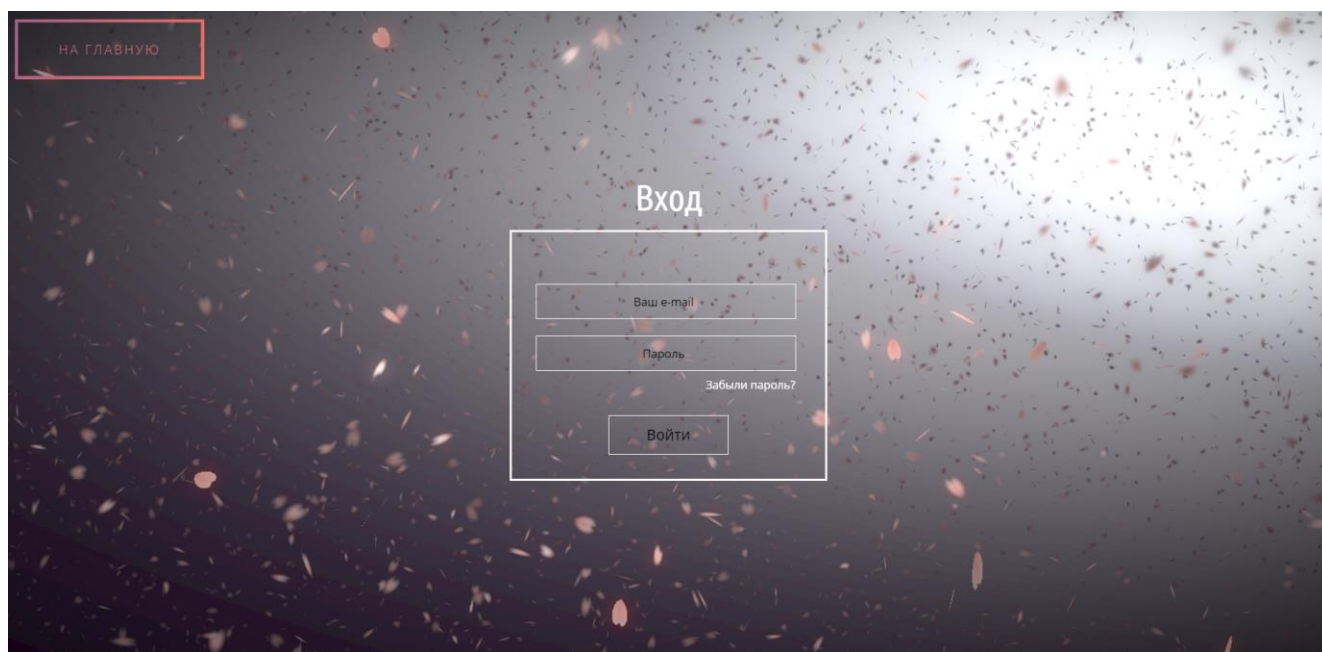 НА ГЛАВНУЮ
Вход
Ваш e-mail
Пароль
Забыли пароль?
Войти